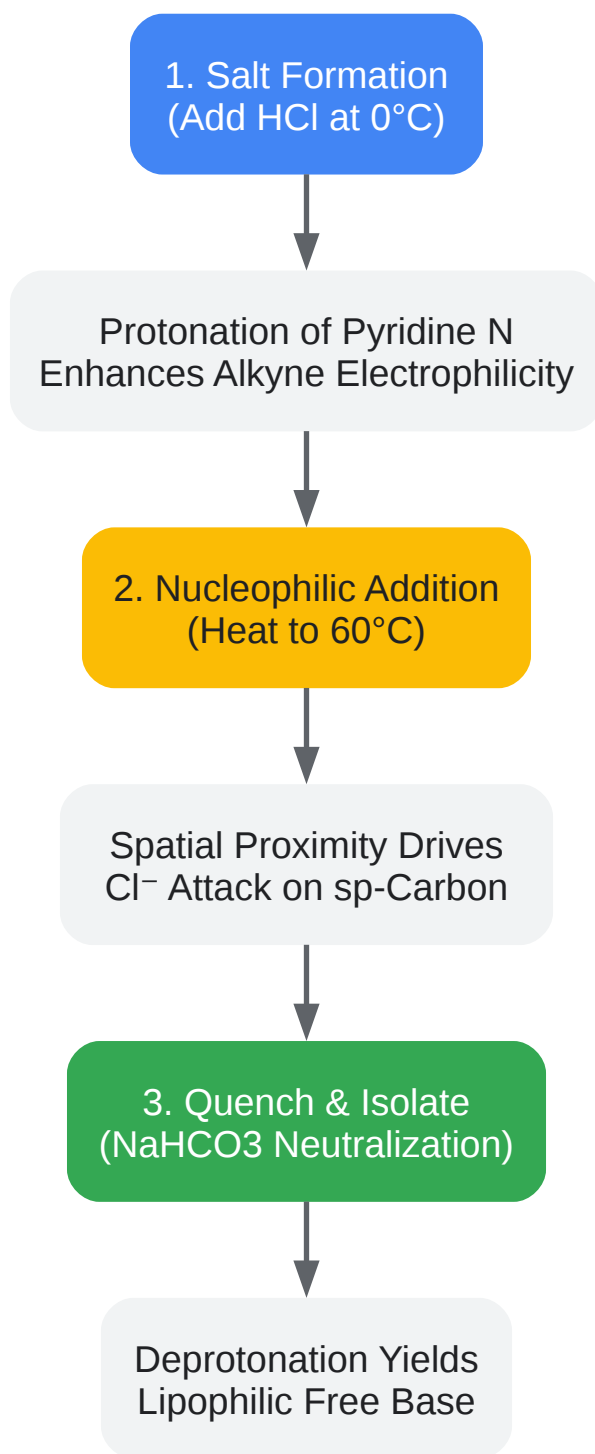 1. Salt Formation
(Add HCl at 0°C)
Protonation of Pyridine N
Enhances Alkyne Electrophilicity
2. Nucleophilic Addition
(Heat to 60°C)
Spatial Proximity Drives
Cl⁻ Attack on sp-Carbon
3. Quench & Isolate
(NaHCO3 Neutralization)
Deprotonation Yields
Lipophilic Free Base